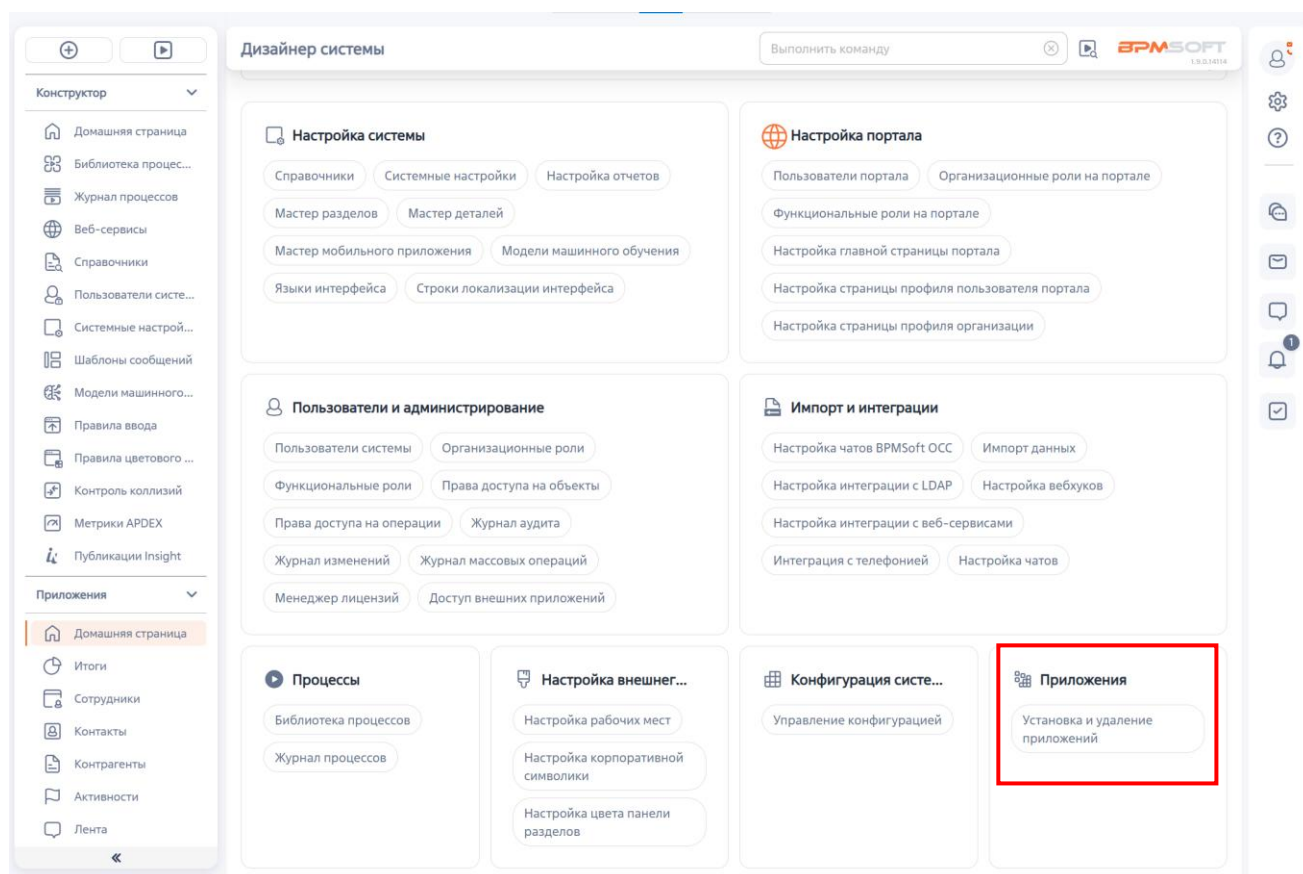 Дизайнер системы
Выполнить команду
BPMSOFT
1.9.0.14114
Конструктор
Домашняя страница
Библиотека процес...
Журнал процессов
Веб-сервисы
Справочники
Пользователи систе...
Системные настрой...
Шаблоны сообщений
Модели машинного...
Правила ввода
Правила цветового ...
Контроль коллизий
Метрики APDEX
Публикации Insight
Приложения
Домашняя страница
Итоги
Сотрудники
Контакты
Контрагенты
Активности
Лента
Настройка системы
Справочники Системные настройки Настройка отчетов
Мастер разделов Мастер деталей
Мастер мобильного приложения Модели машинного обучения
Языки интерфейса Строки локализации интерфейса
Настройка портала
Пользователи портала Организационные роли на портале
Функциональные роли на портале
Настройка главной страницы портала
Настройка страницы профиля пользователя портала
Настройка страницы профиля организации
Пользователи и администрирование
Пользователи системы Организационные роли
Функциональные роли Права доступа на объекты
Права доступа на операции Журнал аудита
Журнал изменений Журнал массовых операций
Менеджер лицензий Доступ внешних приложений
Импорт и интеграции
Настройка чатов BPMSoft OCC Импорт данных
Настройка интеграции с LDAP Настройка вебхуков
Настройка интеграции с веб-сервисами
Интеграция с телефонией Настройка чатов
Процессы
Библиотека процессов
Журнал процессов
Настройка внешнег...
Настройка рабочих мест
Настройка корпоративной
символики
Настройка цвета панели
разделов
Конфигурация систе...
Управление конфигурацией
Приложения
Установка и удаление
приложений
1